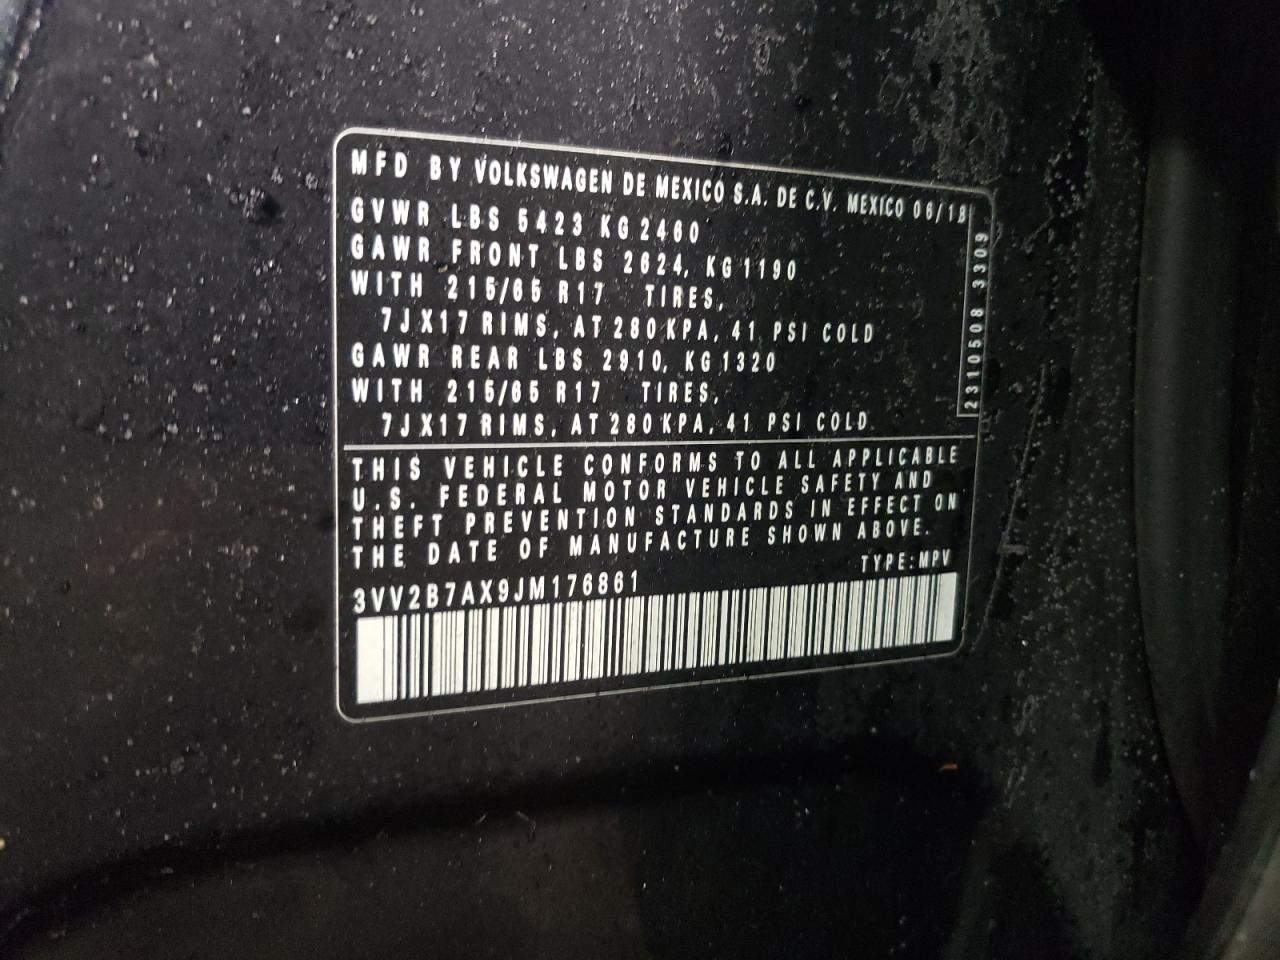 MFD BY VOLKSWAGEN DE MEXICO S.A. DE C.V. MEXICO 06/18
GVWR LBS 5423 KG 2460
GAWR FRONT LBS 2624, KG 1190
WITH 215/65 R17 TIRES,
7JX17 RIMS, AT 280 KPA, 41 PSI COLD
GAWR REAR LBS 2910, KG 1320
WITH 215/65 R17 TIRES,
7JX17 RIMS, AT 280 KPA, 41 PSI COLD
2310508 3309
THIS VEHICLE CONFORMS TO ALL APPLICABLE
U.S. FEDERAL MOTOR VEHICLE SAFETY AND
THEFT PREVENTION STANDARDS IN EFFECT ON
THE DATE OF MANUFACTURE SHOWN ABOVE.
3VV2B7AX9JM176861 TYPE:MPV